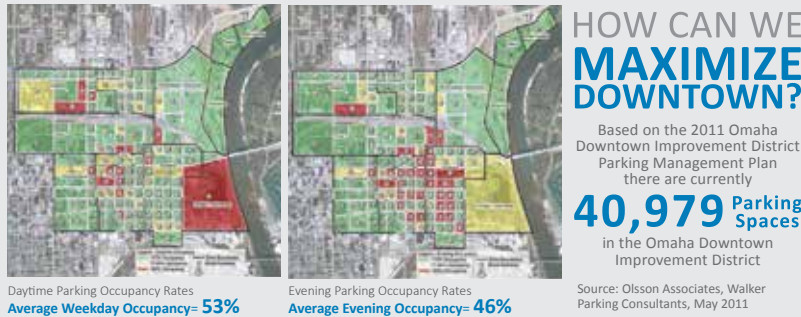 HOW CAN WE
MAXIMIZE
DOWNTOWN?
Based on the 2011 Omaha
Downtown Improvement District
Parking Management Plan
there are currently
40,979 Parking Spaces
in the Omaha Downtown
Improvement District
Source: Olsson Associates, Walker
Parking Consultants, May 2011
Daytime Parking Occupancy Rates
Average Weekday Occupancy= 53%
Evening Parking Occupancy Rates
Average Evening Occupancy= 46%